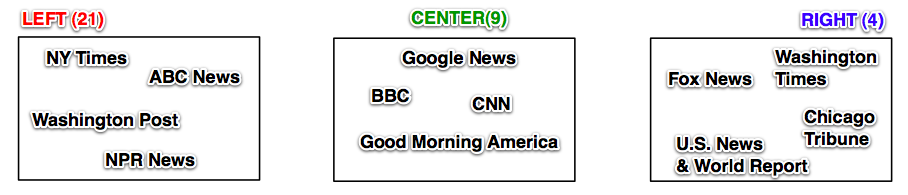 LEFT (21)
NY Times
ABC News
Washington Post
NPR News
CENTER(9)
Google News
BBC
CNN
Good Morning America
RIGHT (4)
Washington
Times
Fox News
Chicago
Tribune
U.S. News
& World Report